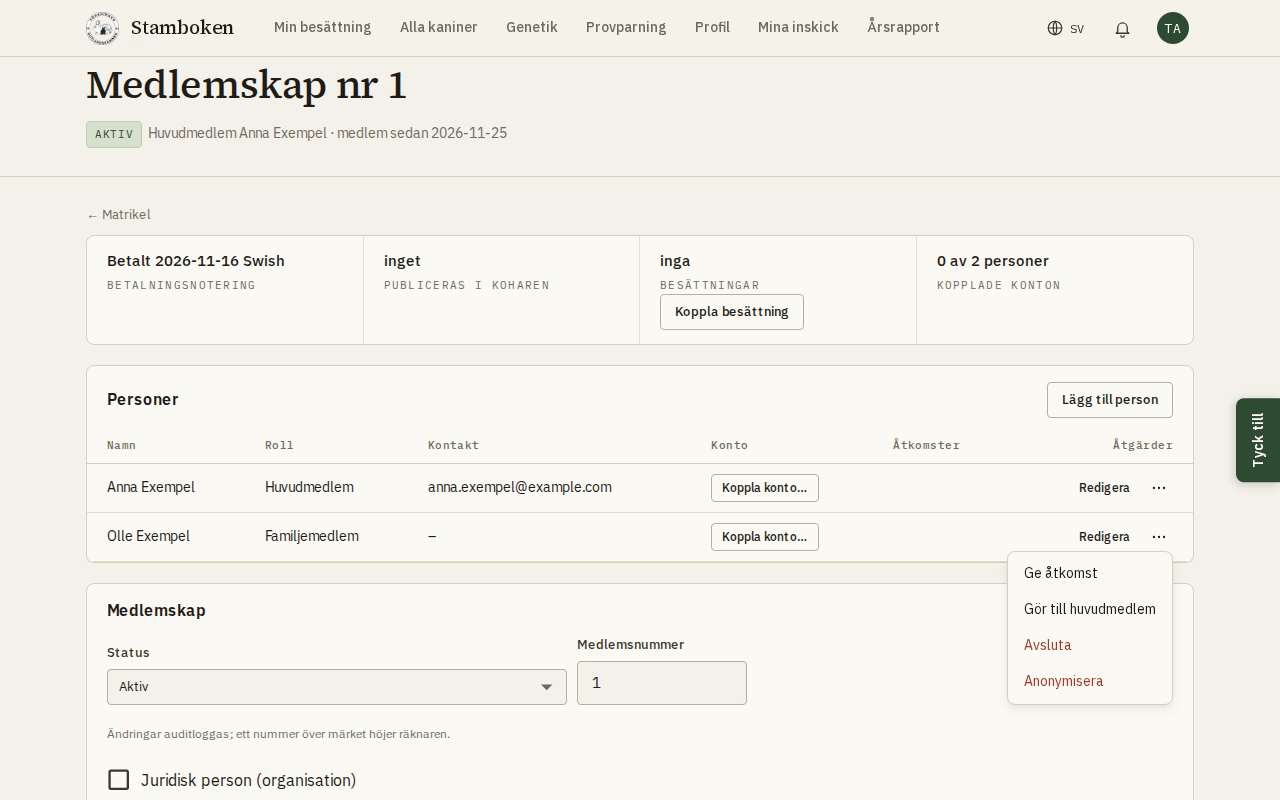 Stamboken
Min besättning
Alla kaniner
Genetik
Provparning
Profil
Mina inskick
Årsrapport
SV
TA
Medlemskap nr 1
AKTIV
Huvudmedlem Anna Exempel · medlem sedan 2026-11-25
← Matrikel
Betalt 2026-11-16 Swish
BETALNINGSNOTERING
inget
PUBLICERAS I KOHAREN
inga
BESÄTTNINGAR
Koppla besättning
0 av 2 personer
KOPPLADE KONTON
Personer
Lägg till person
Namn Roll Kontakt Konto Åtkomster Åtgärder
Anna Exempel Huvudmedlem anna.exempel@example.com Koppla konto… Redigera ···
Olle Exempel Familjemedlem – Koppla konto… Redigera ···
Ge åtkomst
Gör till huvudmedlem
Avsluta
Anonymisera
Medlemskap
Status
Aktiv
Medlemsnummer
1
Ändringar auditloggas; ett nummer över märket höjer räknaren.
Juridisk person (organisation)
Tyck till